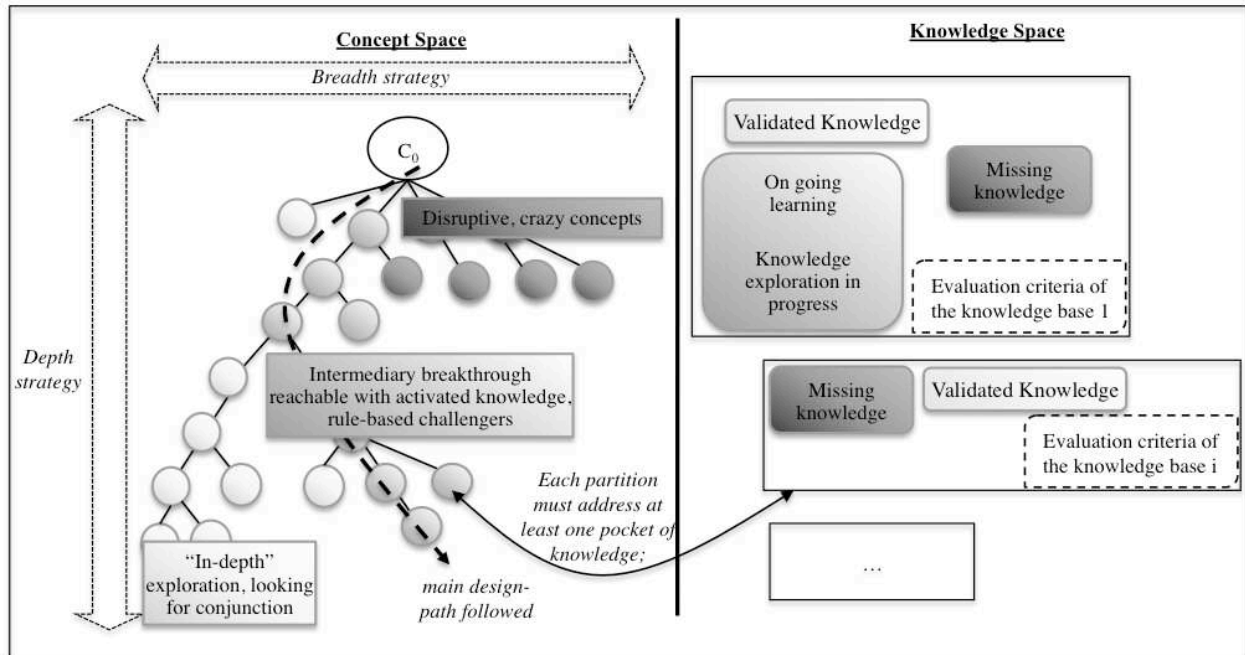 Concept Space
Breadth strategy
Depth
strategy
C0
Disruptive, crazy concepts
Intermediary breakthrough
reachable with activated knowledge,
rule-based challengers
“In-depth”
exploration, looking
for conjunction
main design-
path followed
Each partition
must address at
least one pocket of
knowledge;
Knowledge Space
Validated Knowledge
On going
learning
Knowledge
exploration in
progress
Missing
knowledge
Evaluation criteria of
the knowledge base 1
Missing
knowledge
Validated Knowledge
Evaluation criteria of
the knowledge base i
…